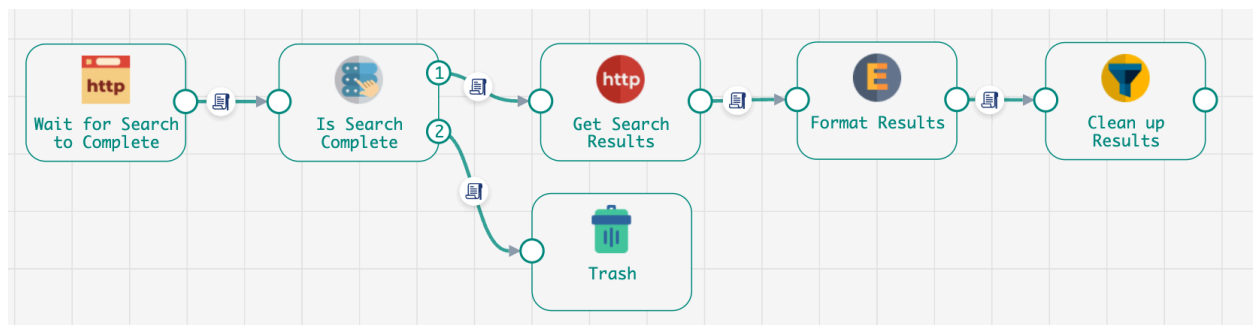 http
Wait for Search
to Complete
Is Search
Complete
1
2
http
Get Search
Results
E
Format Results
Clean up
Results
Trash